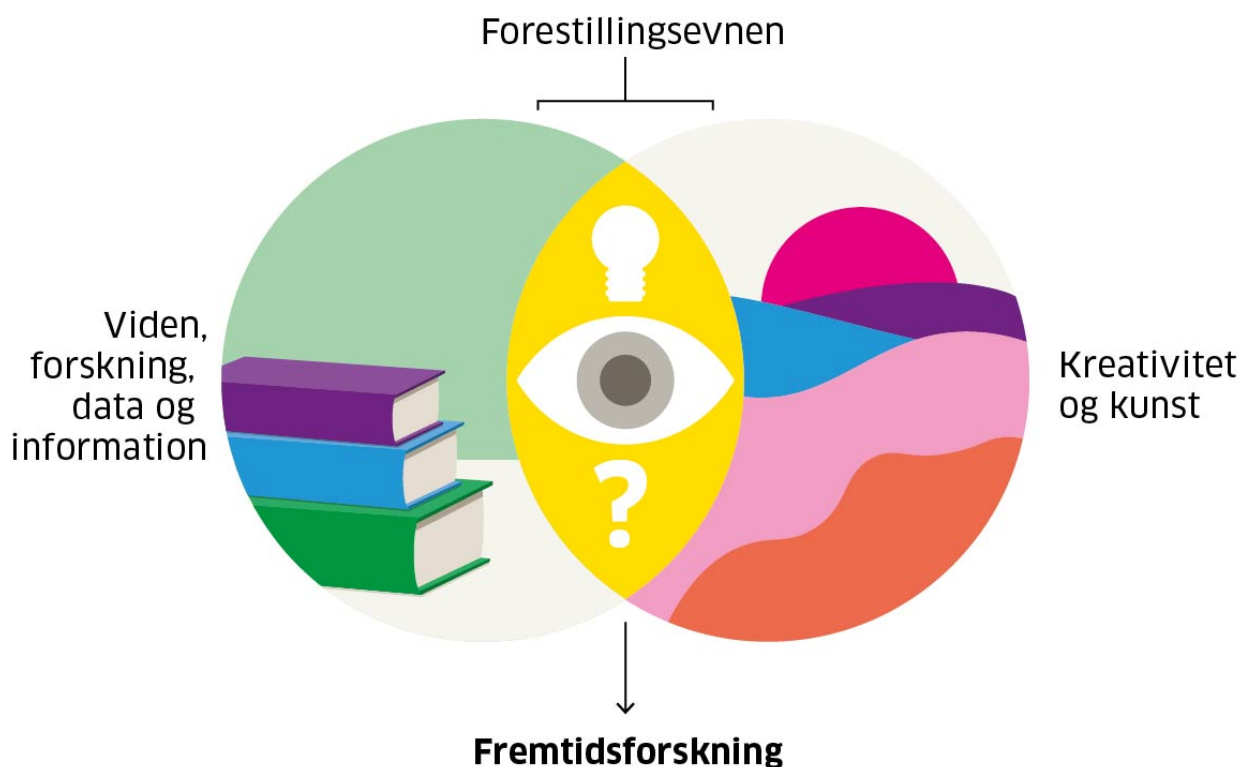 Forestillingsevnen
Viden,
forskning,
data og
information
?
Kreativitet
og kunst
Fremtidsforskning